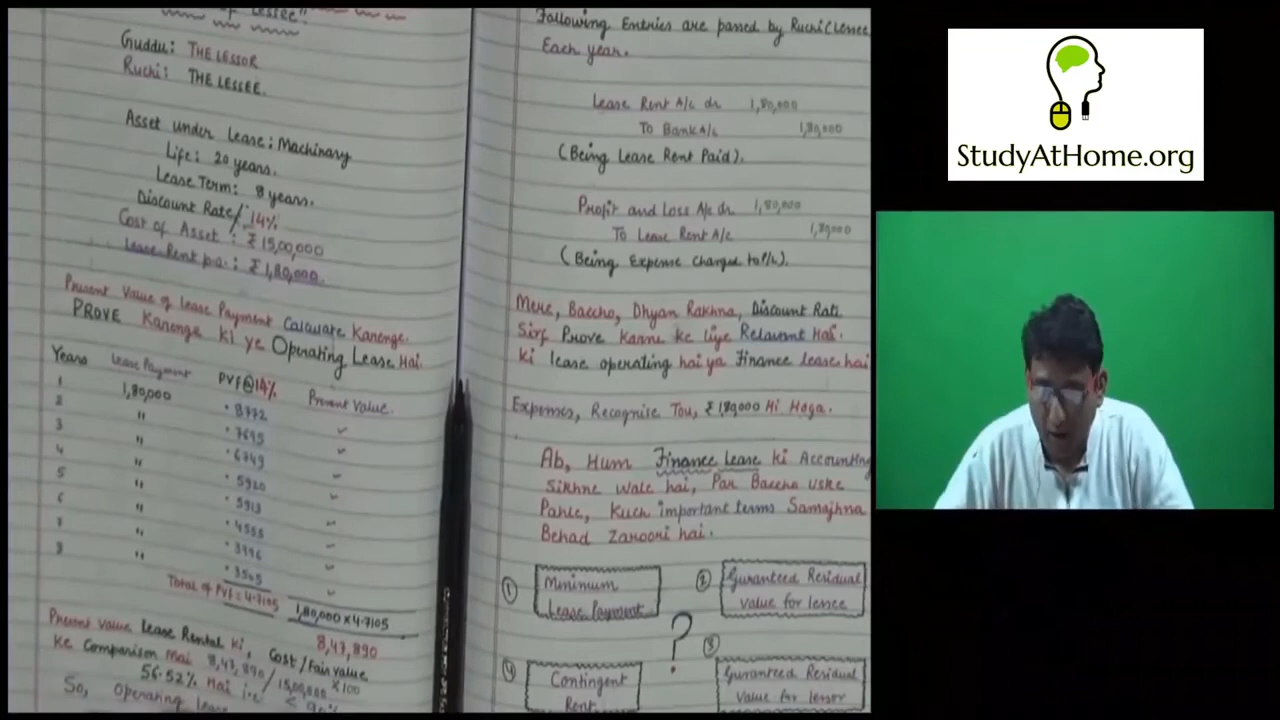 of Lessee"
Guddu: THE LESSOR
Ruchi: THE LESSEE.
Asset under Lease: Machinary
Life: 20 years.
Lease Term: 8 years.
Discount Rate/: 14%
Cost of Asset: ₹15,00,000
Lease Rent p.a.: ₹1,80,000.
Present Value of Lease Payment Calculate Karenge.
PROVE Karenge Ki ye Operating Lease Hai.
Years Lease Payment PVF@14% Present Value.
1 1,80,000 .8772 "
2 " .7695 "
3 " .6749 "
4 " .5920 "
5 " "
6 " "
7 " "
8 " "
Total of PVF = 4.7105 1,80,000 × 4.7105
8,47,890
Present value Lease Rental Ki, Cost/Fair value
Ke Comparison Mai 8,47,890/15,00,000 × 100
56.52% Hai i.e. <
So, Operating Lease
Following Entries are passed by Ruchi (Lessee
Each year.
Lease Rent A/c dr 1,80,000
To Bank A/c 1,80,000
(Being Lease Rent Paid).
Profit and Loss A/c dr 1,80,000
To Lease Rent A/c 1,80,000
(Being Expense Charged to P/L).
Mere, Baccho, Dhyan Rakhna, Discount Rate
Sirf Prove Karne ke liye Relavent Hai.
Ki lease operating hai ya Finance lease hai
Expenses, Recognise Tou, ₹1,80,000 Hi Hoga.
Ab, Hum Finance Lease ki Accounting
Sikhne wale hai, Par Baccho uske
Pahle, Kuch important terms Samajhna
Behad Zaroori hai.
① Minimum
Lease Payment
② Guranteed Residual
value for lessee
?
③ Guranteed Residual
Value for lessor
④ Contingent
Rent
StudyAtHome.org